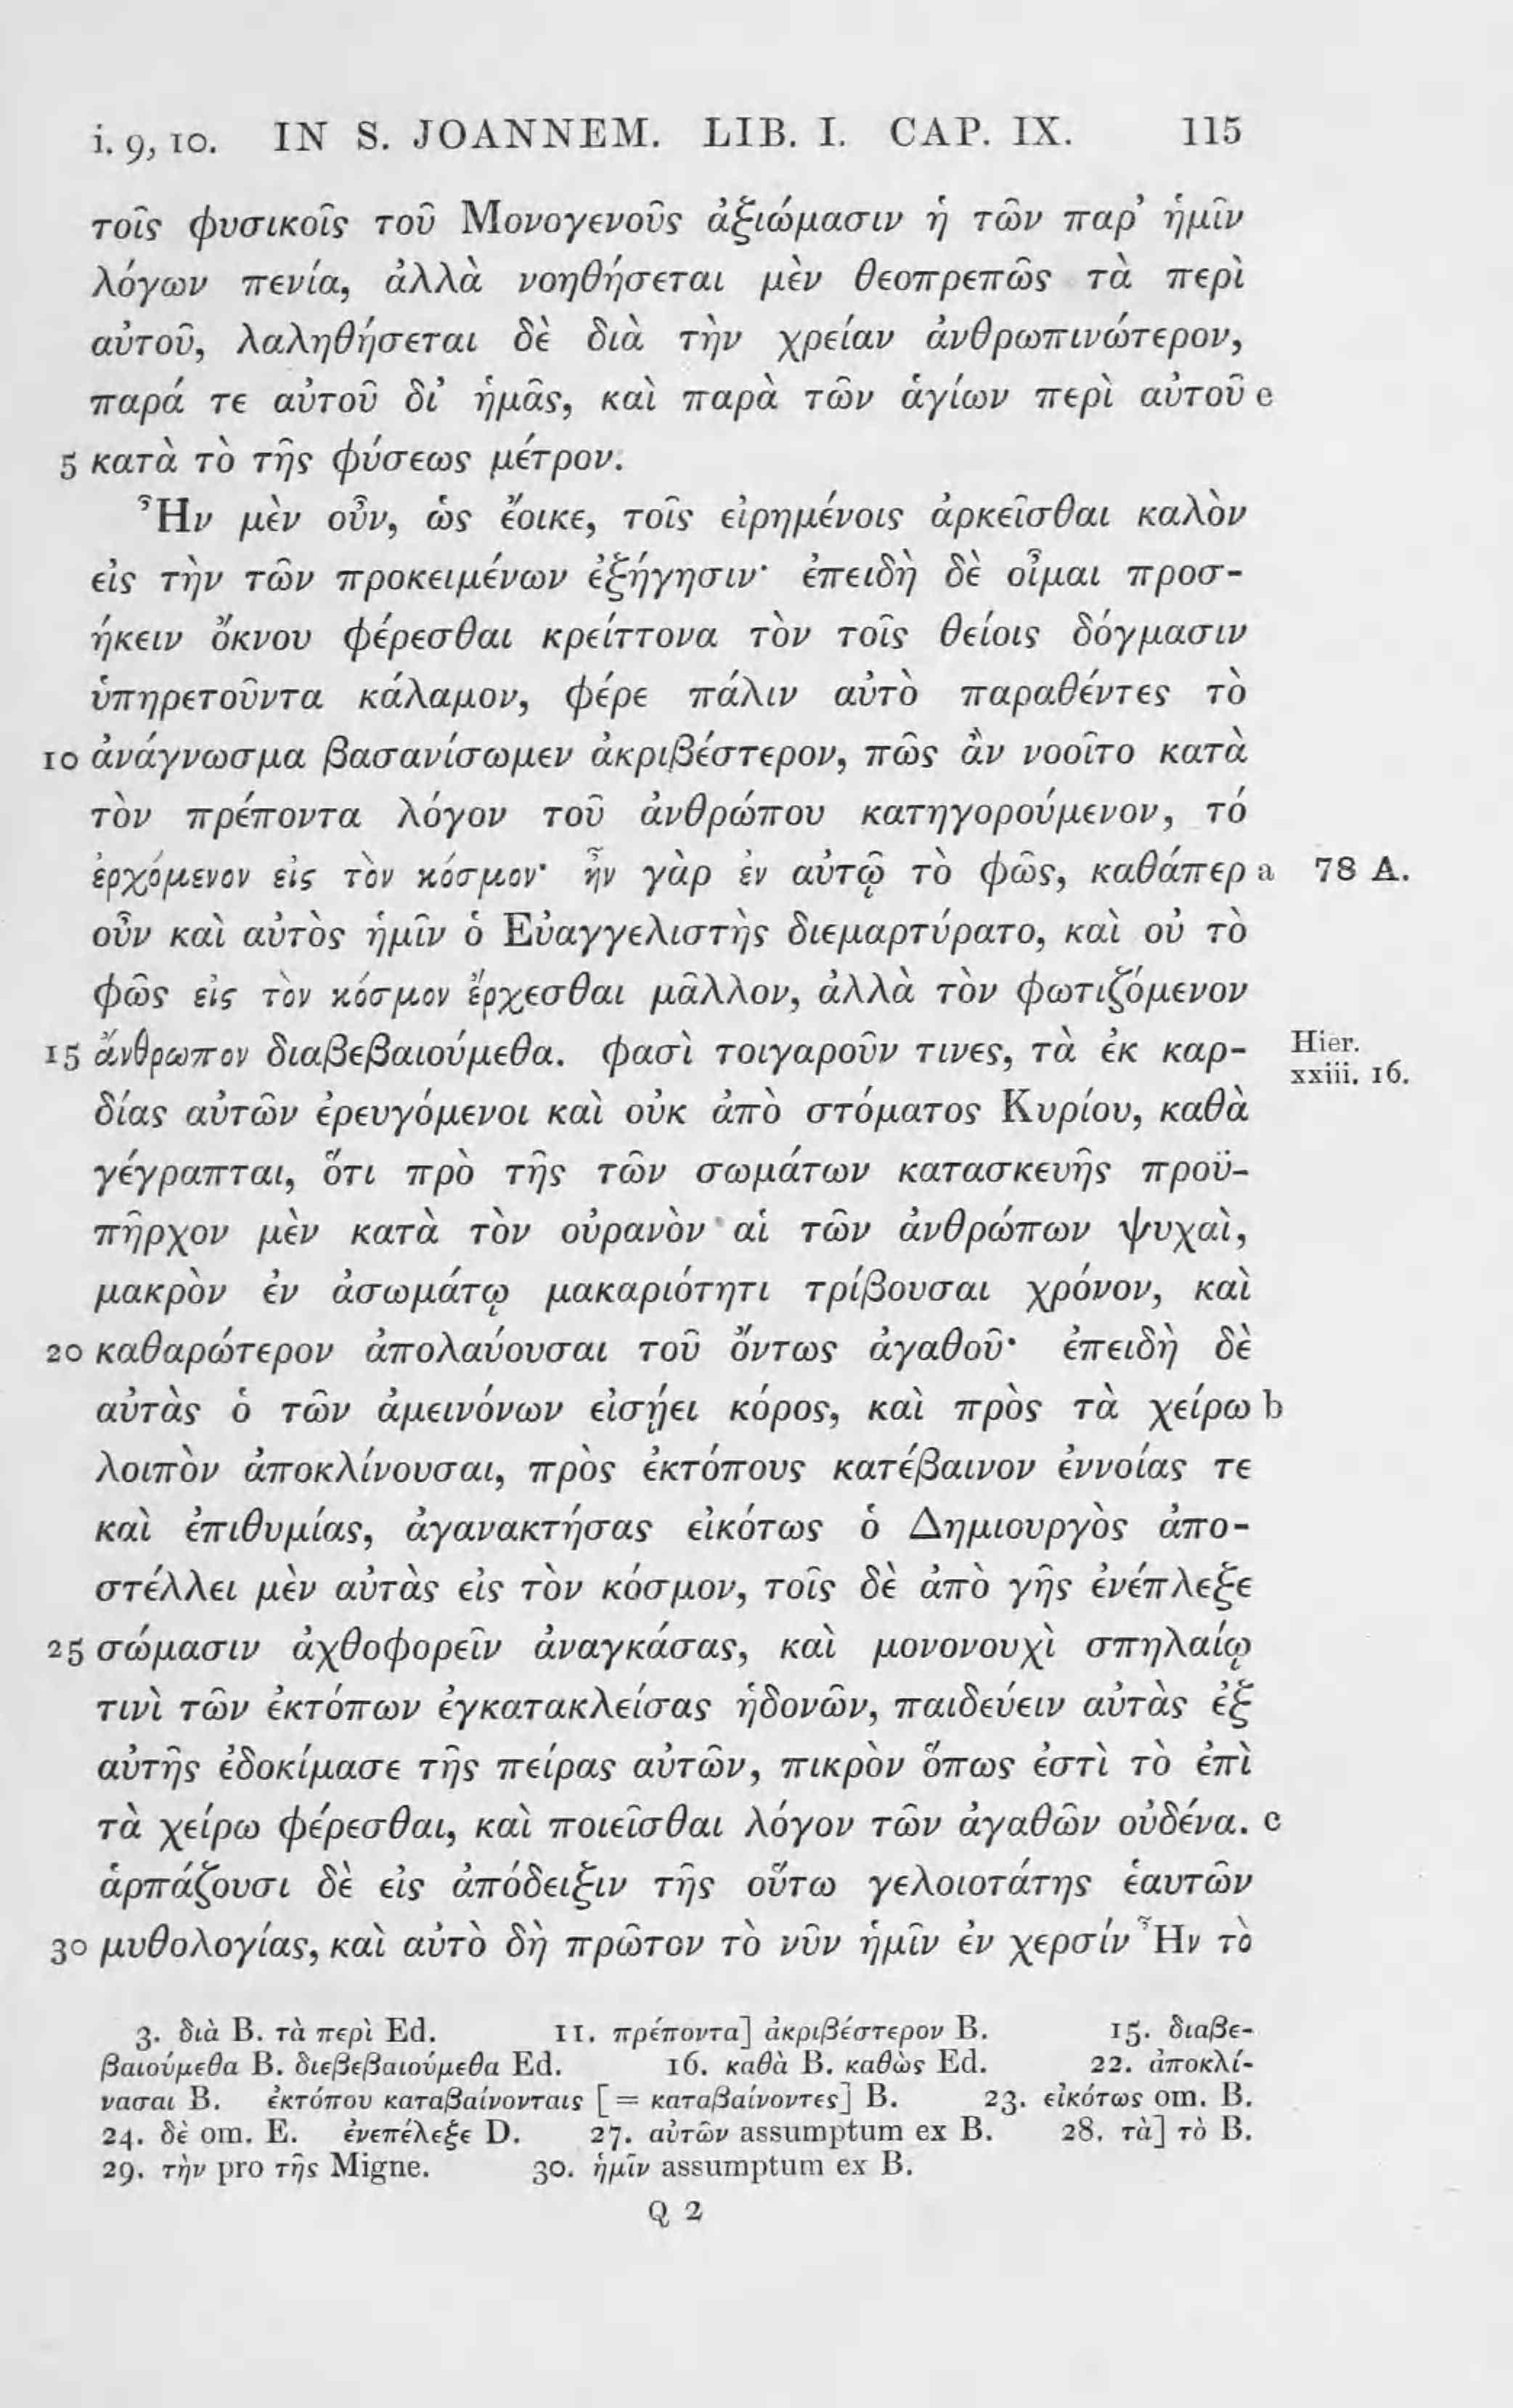 i. 9, 10. IN S. JOANNEM. LIB. I. CAP. IX. 115
τοῖς φυσικοῖς τοῦ Μονογενοῦς ἀξιώμασιν ἡ τῶν παρ’ ἡμῖν
λόγων πενία, ἀλλὰ νοηθήσεται μὲν θεοπρεπῶς τὰ περὶ
αὐτοῦ, λαληθήσεται δὲ διὰ τὴν χρείαν ἀνθρωπινώτερον,
παρά τε αὐτοῦ δι’ ἡμᾶς, καὶ παρὰ τῶν ἁγίων περὶ αὐτοῦ e
5 κατὰ τὸ τῆς φύσεως μέτρον.
Ἦν μὲν οὖν, ὡς ἔοικε, τοῖς εἰρημένοις ἀρκεῖσθαι καλὸν
εἰς τὴν τῶν προκειμένων ἐξήγησιν· ἐπειδὴ δὲ οἶμαι προσ-
ήκειν ὄκνου φέρεσθαι κρείττονα τὸν τοῖς θείοις δόγμασιν
ὑπηρετοῦντα κάλαμον, φέρε πάλιν αὐτὸ παραθέντες τὸ
10 ἀνάγνωσμα βασανίσωμεν ἀκριβέστερον, πῶς ἂν νοοῖτο κατὰ
τὸν πρέποντα λόγον τοῦ ἀνθρώπου κατηγορούμενον, τό
ἐρχόμενον εἰς τὸν κόσμον· ἦν γὰρ ἐν αὐτῷ τὸ φῶς, καθάπερ a 78 A.
οὖν καὶ αὐτὸς ἡμῖν ὁ Εὐαγγελιστὴς διεμαρτύρατο, καὶ οὐ τὸ
φῶς εἰς τὸν κόσμον ἔρχεσθαι μᾶλλον, ἀλλὰ τὸν φωτιζόμενον
15 ἄνθρωπον διαβεβαιούμεθα. φασὶ τοιγαροῦν τινες, τὰ ἐκ καρ- Hier. xxiii. 16.
δίας αὐτῶν ἐρευγόμενοι καὶ οὐκ ἀπὸ στόματος Κυρίου, καθὰ
γέγραπται, ὅτι πρὸ τῆς τῶν σωμάτων κατασκευῆς προϋ-
πῆρχον μὲν κατὰ τὸν οὐρανὸν αἱ τῶν ἀνθρώπων ψυχαὶ,
μακρὸν ἐν ἀσωμάτῳ μακαριότητι τρίβουσαι χρόνον, καὶ
20 καθαρώτερον ἀπολαύουσαι τοῦ ὄντως ἀγαθοῦ· ἐπειδὴ δὲ
αὐτὰς ὁ τῶν ἀμεινόνων εἰσῄει κόρος, καὶ πρὸς τὰ χείρω b
λοιπὸν ἀποκλίνουσαι, πρὸς ἐκτόπους κατέβαινον ἐννοίας τε
καὶ ἐπιθυμίας, ἀγανακτήσας εἰκότως ὁ Δημιουργὸς ἀπο-
στέλλει μὲν αὐτὰς εἰς τὸν κόσμον, τοῖς δὲ ἀπὸ γῆς ἐνέπλεξε
25 σώμασιν ἀχθοφορεῖν ἀναγκάσας, καὶ μονονουχὶ σπηλαίῳ
τινὶ τῶν ἐκτόπων ἐγκατακλείσας ἡδονῶν, παιδεύειν αὐτὰς ἐξ
αὐτῆς ἐδοκίμασε τῆς πείρας αὐτῶν, πικρὸν ὅπως ἐστὶ τὸ ἐπὶ
τὰ χείρω φέρεσθαι, καὶ ποιεῖσθαι λόγον τῶν ἀγαθῶν οὐδένα. c
ἁρπάζουσι δὲ εἰς ἀπόδειξιν τῆς οὕτω γελοιοτάτης ἑαυτῶν
30 μυθολογίας, καὶ αὐτὸ δὴ πρῶτον τὸ νῦν ἡμῖν ἐν χερσίν Ἦν τὸ
3. διὰ B. τὰ περὶ Ed. 11. πρέποντα] ἀκριβέστερον B. 15. διαβε-
βαιούμεθα B. διεβεβαιούμεθα Ed. 16. καθὰ B. καθὼς Ed. 22. ἀποκλί-
νασαι B. ἐκτόπου καταβαίνονταις [= καταβαίνοντες] B. 23. εἰκότως om. B.
24. δὲ om. E. ἐνεπέλεξε D. 27. αὐτῶν assumptum ex B. 28. τὰ] τὸ B.
29. τὴν pro τῆς Migne. 30. ἡμῖν assumptum ex B.
Q 2